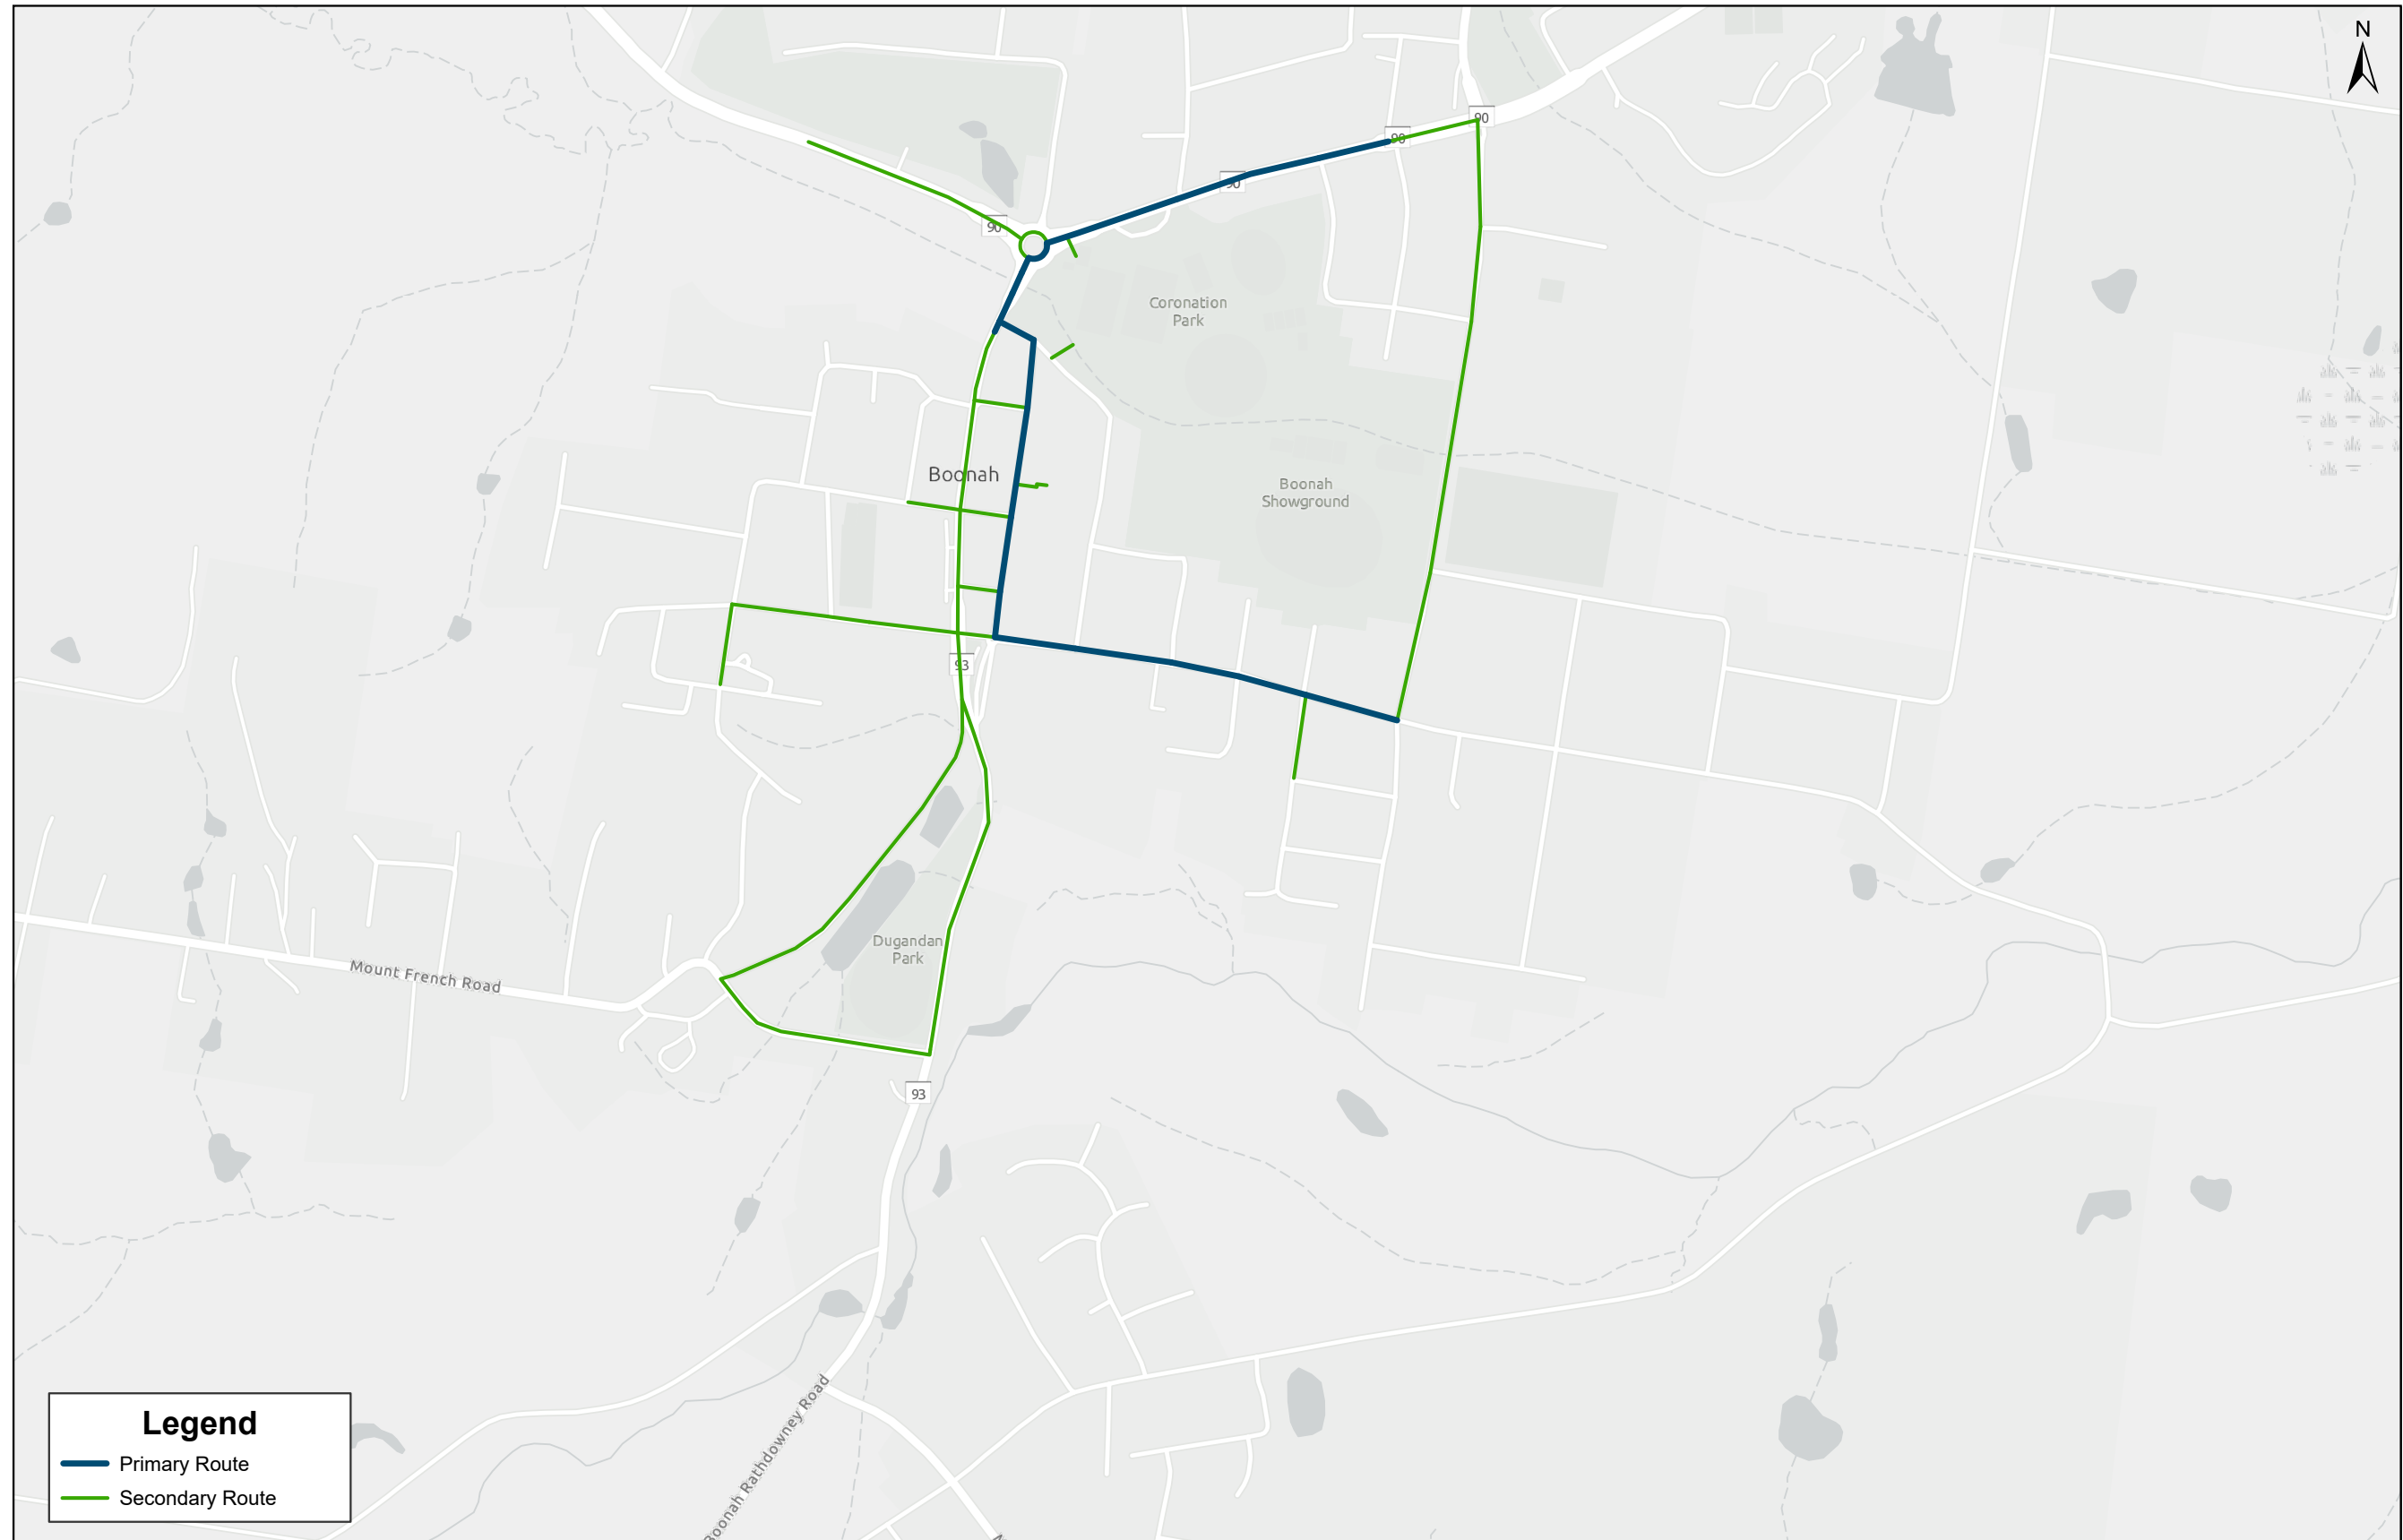 N
90
90
90
90
Coronation
Park
Boonah
Boonah
Showground
93
Dugandan
Park
Mount French Road
93
Boonah Rathdowney Road
Legend
Primary Route
Secondary Route